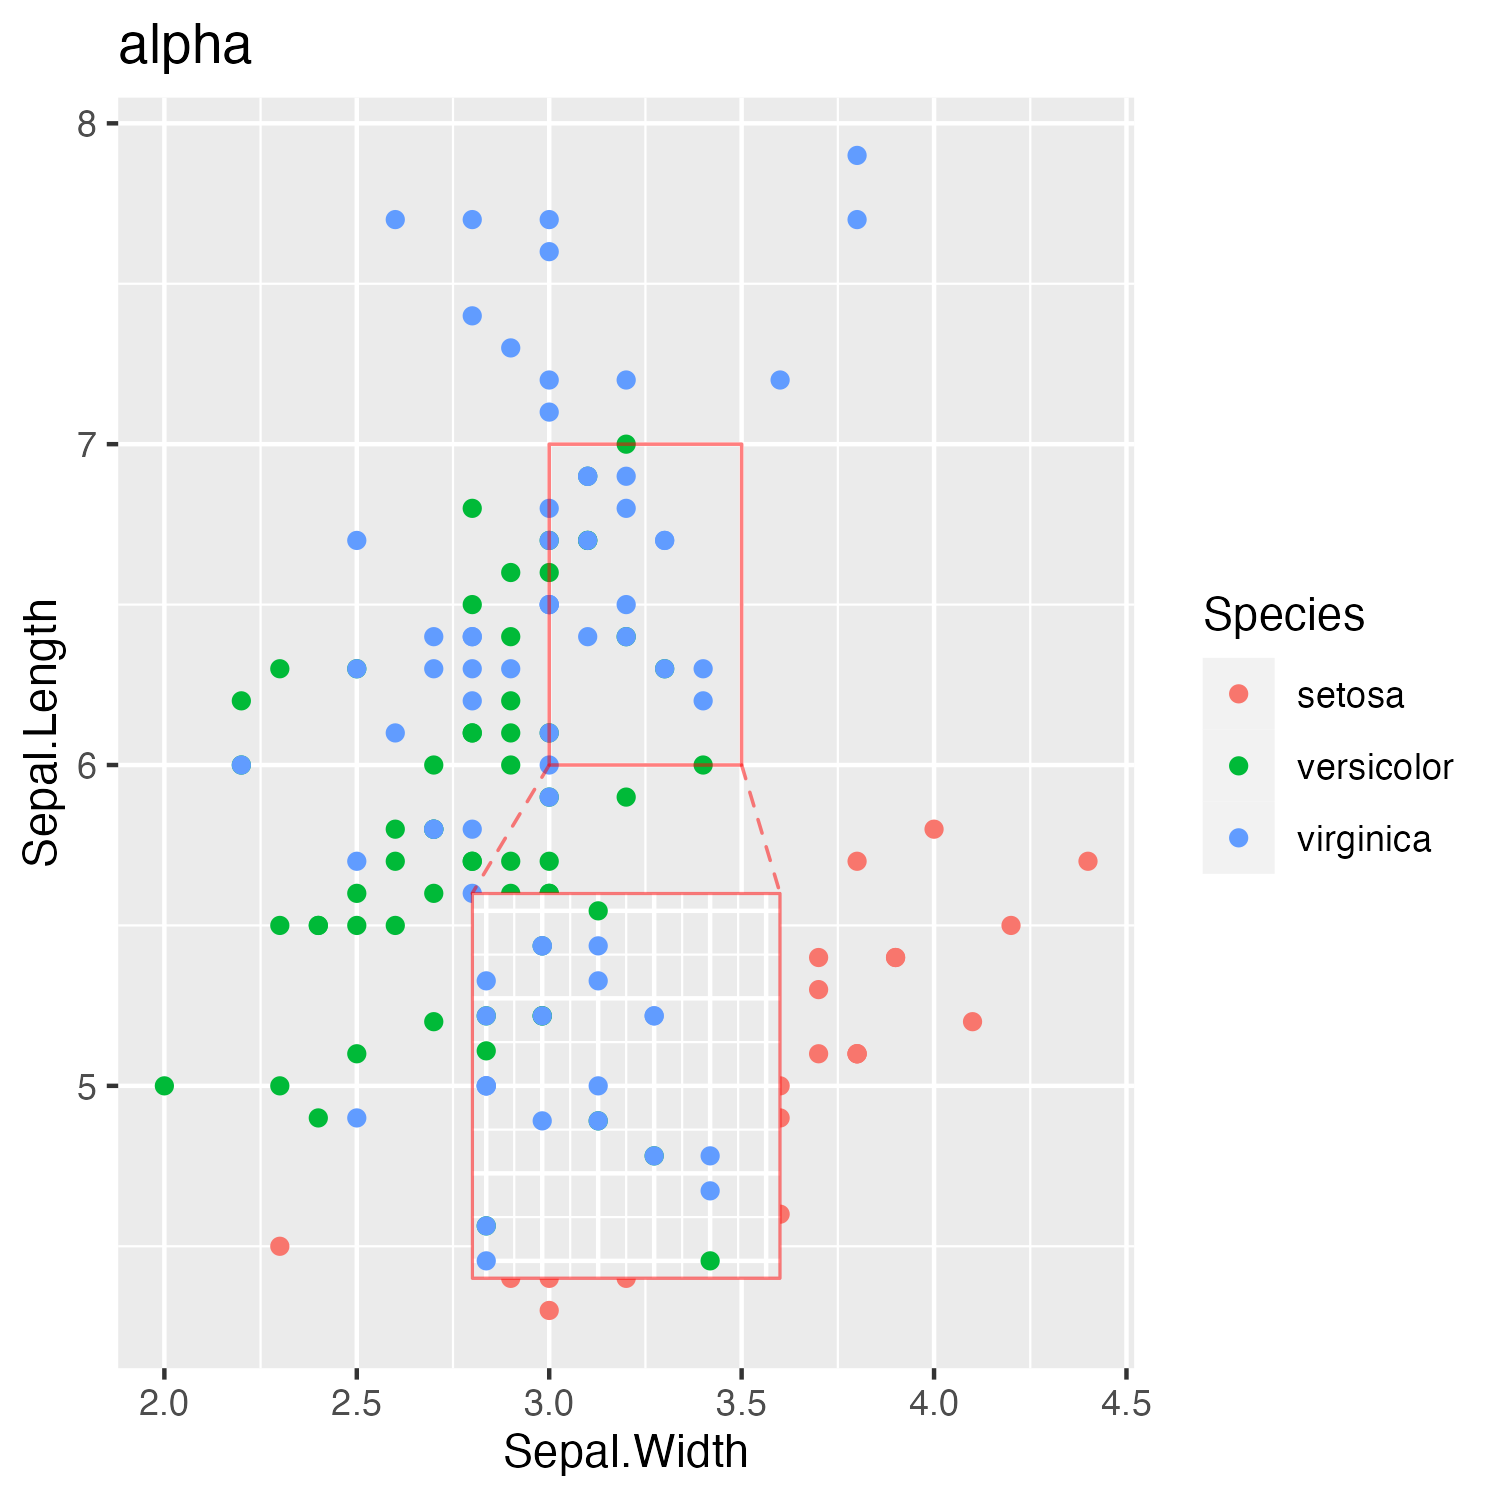 alpha
8
7
6
5
Sepal.Length
2.0 2.5 3.0 3.5 4.0 4.5
Sepal.Width
Species
setosa
versicolor
virginica